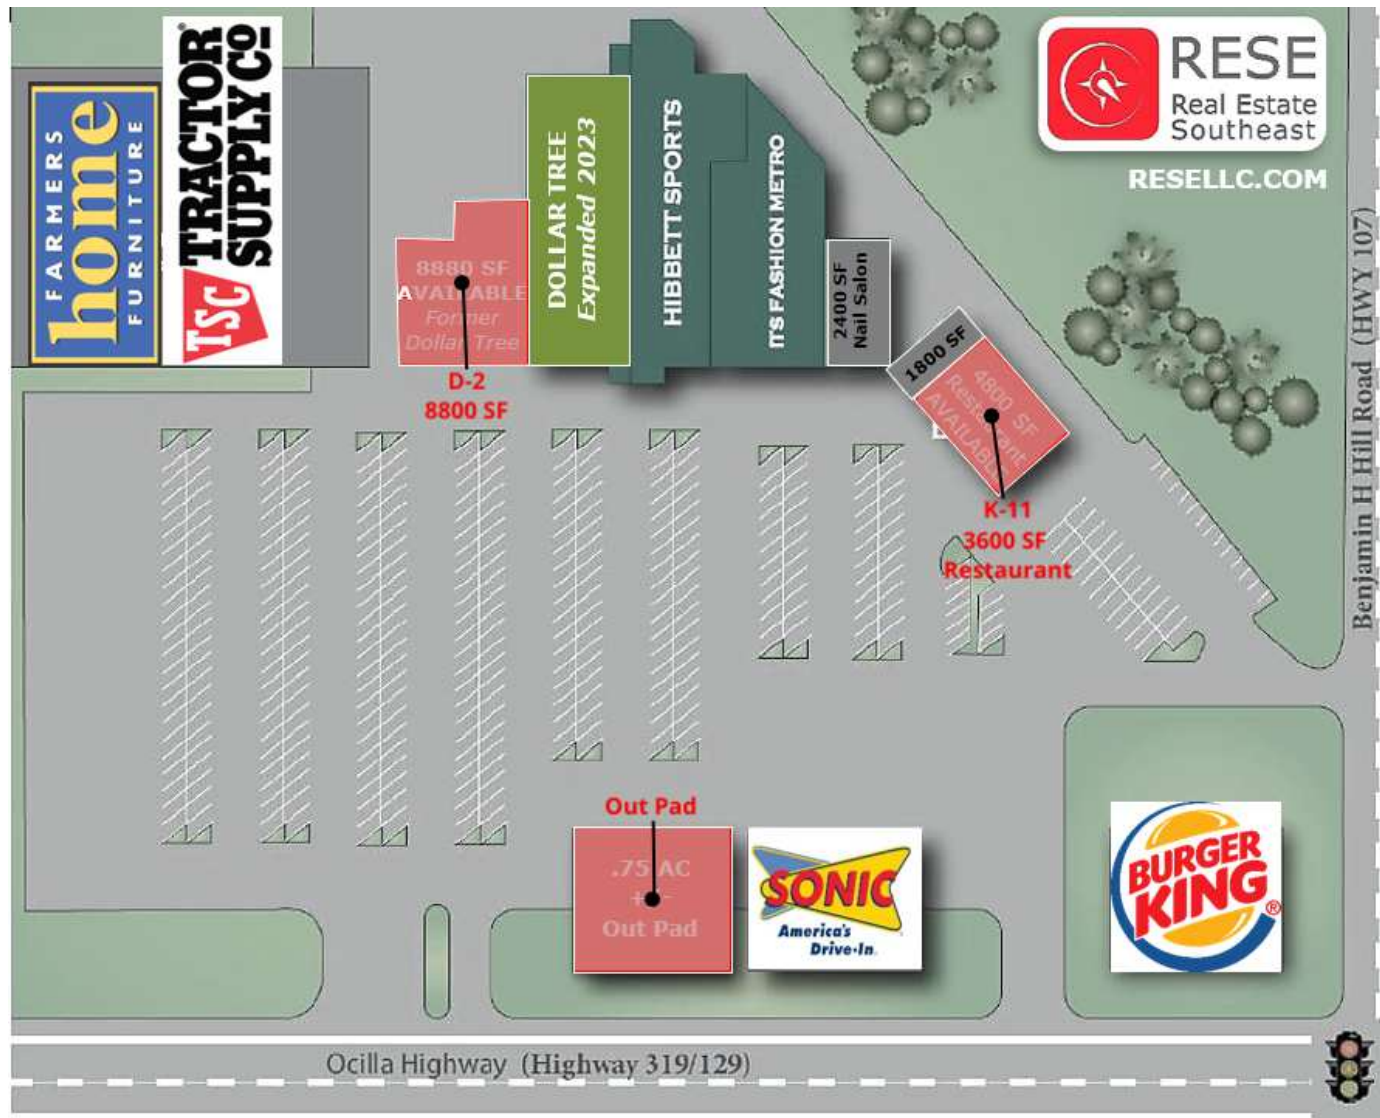 FARMERS
home
FURNITURE
TRACTOR
SUPPLY CO
TSC
8880 SF
AVAILABLE
Former
Dollar Tree
D-2
8800 SF
DOLLAR TREE
Expanded 2023
HIBBETT SPORTS
IT'S FASHION METRO
2400 SF
Nail Salon
1800 SF
4800 SF
Restaurant
AVAILABLE
K-11
3600 SF
Restaurant
RESE
Real Estate
Southeast
RESELLC.COM
Benjamin H Hill Road (HWY 107)
Out Pad
.75 AC
Out Pad
SONIC
America's
Drive-In
BURGER
KING
®
Ocilla Highway (Highway 319/129)